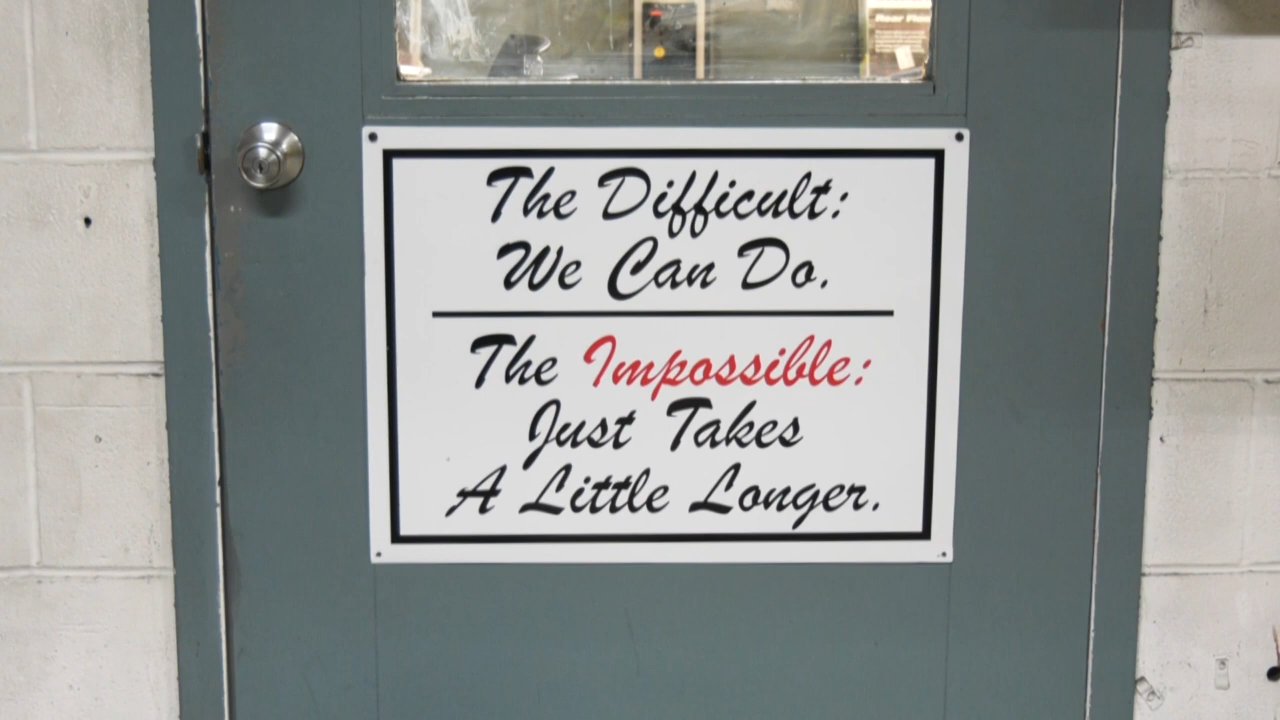 The Difficult:
We Can Do.
The Impossible:
Just Takes
A Little Longer.